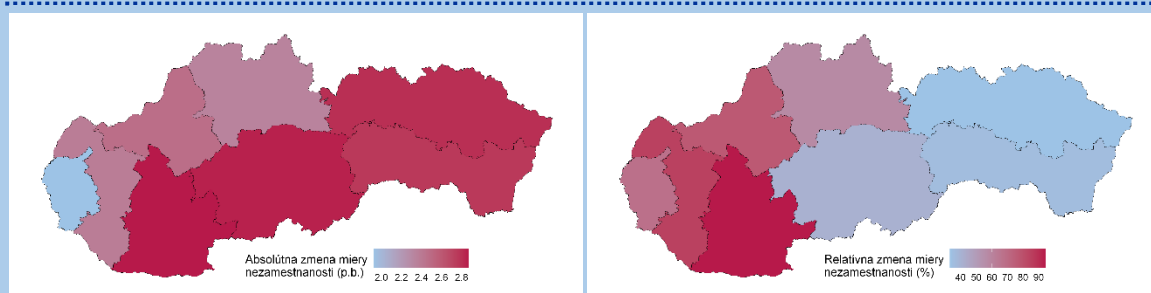 Absolútna zmena miery
nezamestnanosti (p.b.)
2.0 2.2 2.4 2.6 2.8
Relatívna zmena miery
nezamestnanosti (%)
40 50 60 70 80 90